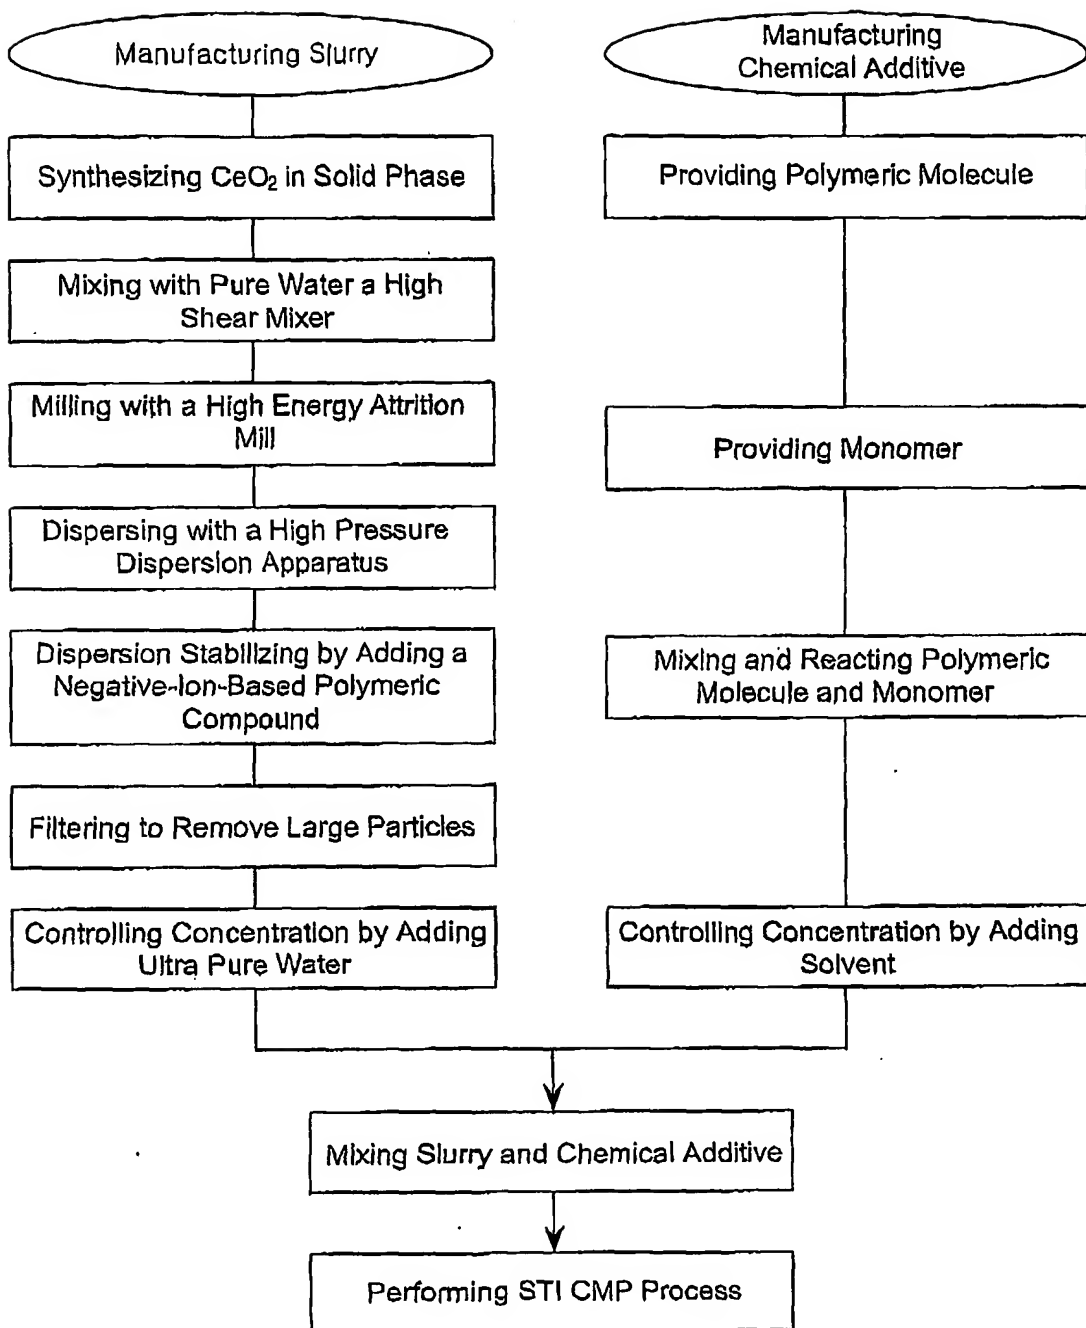 Manufacturing Slurry
Synthesizing CeO₂ in Solid Phase
Mixing with Pure Water a High
Shear Mixer
Milling with a High Energy Attrition
Mill
Dispersing with a High Pressure
Dispersion Apparatus
Dispersion Stabilizing by Adding a
Negative-Ion-Based Polymeric
Compound
Filtering to Remove Large Particles
Controlling Concentration by Adding
Ultra Pure Water
Manufacturing
Chemical Additive
Providing Polymeric Molecule
Providing Monomer
Mixing and Reacting Polymeric
Molecule and Monomer
Controlling Concentration by Adding
Solvent
Mixing Slurry and Chemical Additive
Performing STI CMP Process